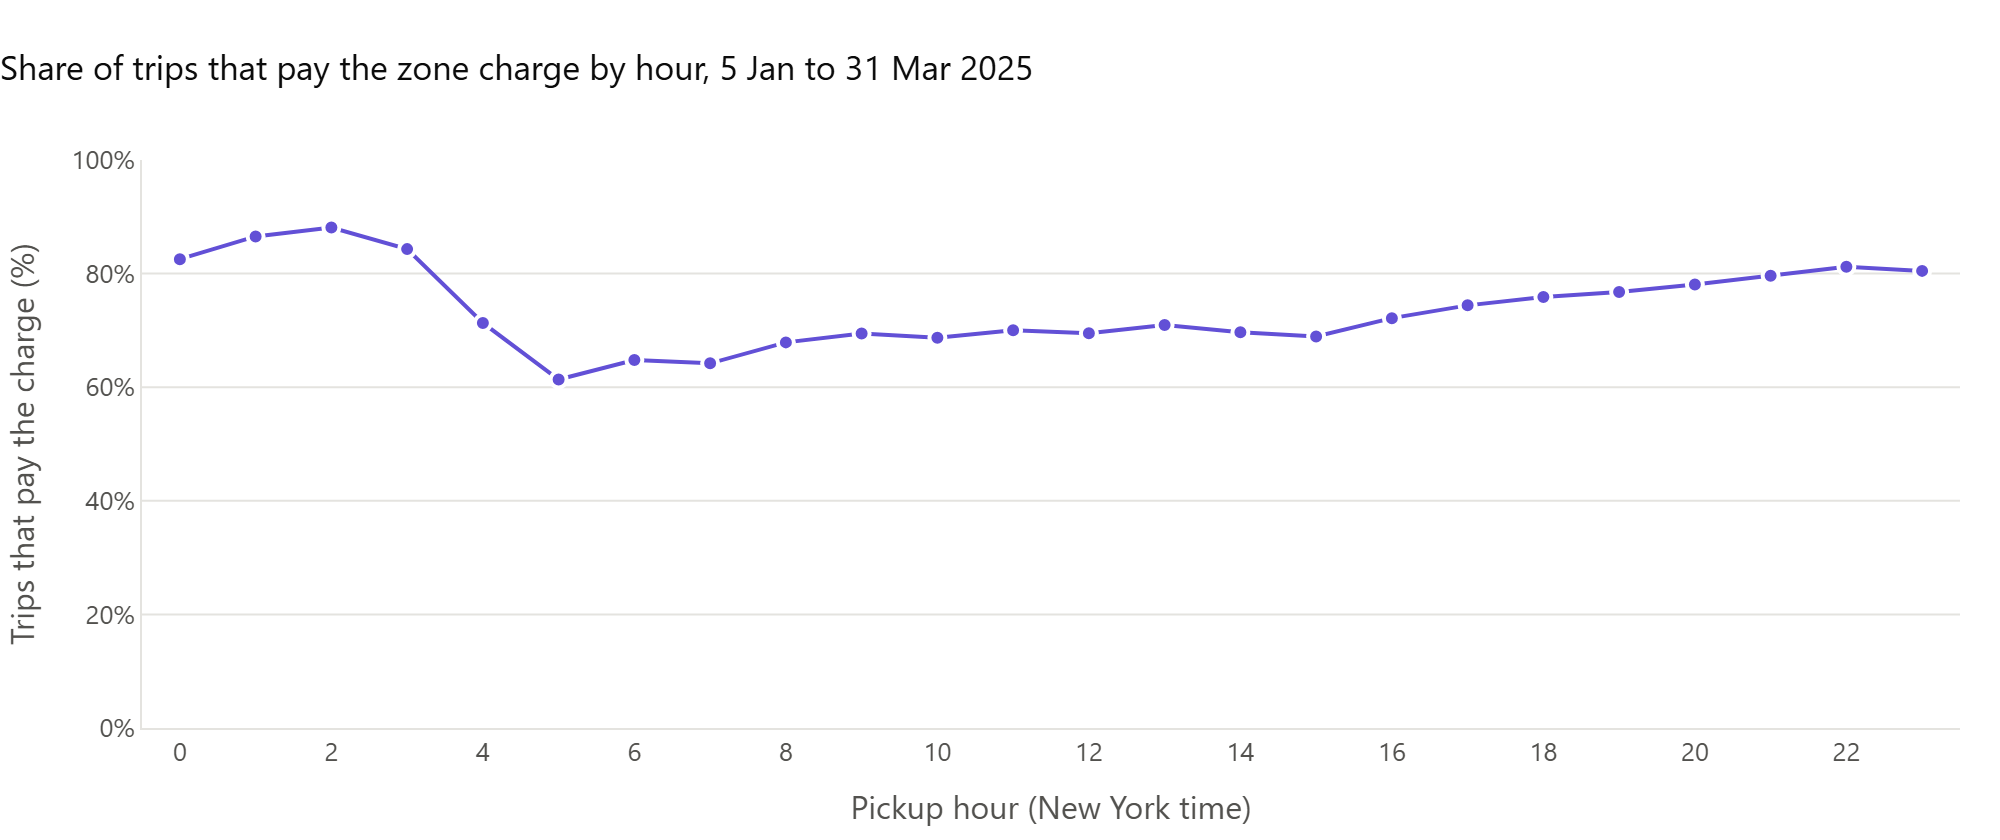 Share of trips that pay the zone charge by hour, 5 Jan to 31 Mar 2025
Trips that pay the charge (%)
100%
80%
60%
40%
20%
0%
0 2 4 6 8 10 12 14 16 18 20 22
Pickup hour (New York time)